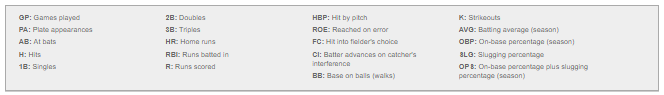 GP: Games played
PA: Plate appearances
AB: At bats
H: Hits
1B: Singles
2B: Doubles
3B: Triples
HR: Home runs
RBI: Runs batted in
R: Runs scored
HBP: Hit by pitch
ROE: Reached on error
FC: Hit into fielder's choice
CI: Batter advances on catcher's
interference
BB: Base on balls (walks)
K: Strikeouts
AVG: Batting average (season)
OBP: On-base percentage (season)
SLG: Slugging percentage
OPS: On-base percentage plus slugging
percentage (season)